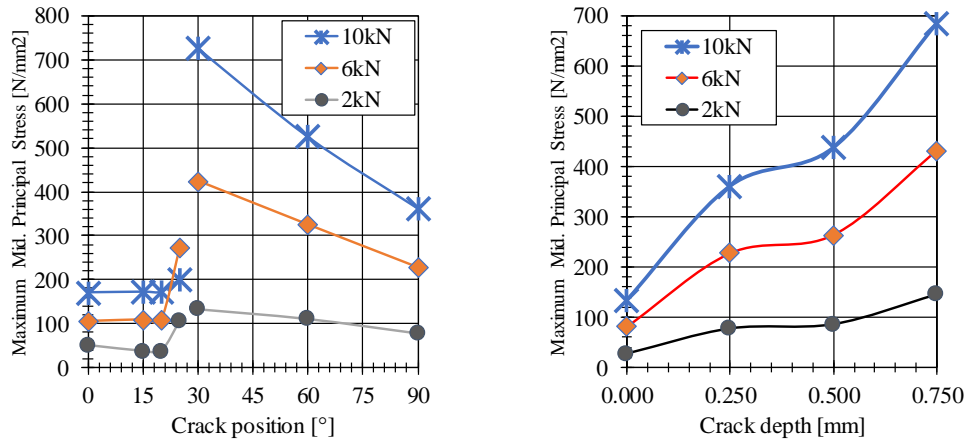 Maximum Mid. Principal Stress [N/mm2]
800
700
600
500
400
300
200
100
0
10kN
6kN
2kN
0 15 30 45 60 75 90
Crack position [°]
Maximum Mid. Principal Stress [N/mm2]
700
600
500
400
300
200
100
0
10kN
6kN
2kN
0.000 0.250 0.500 0.750
Crack depth [mm]